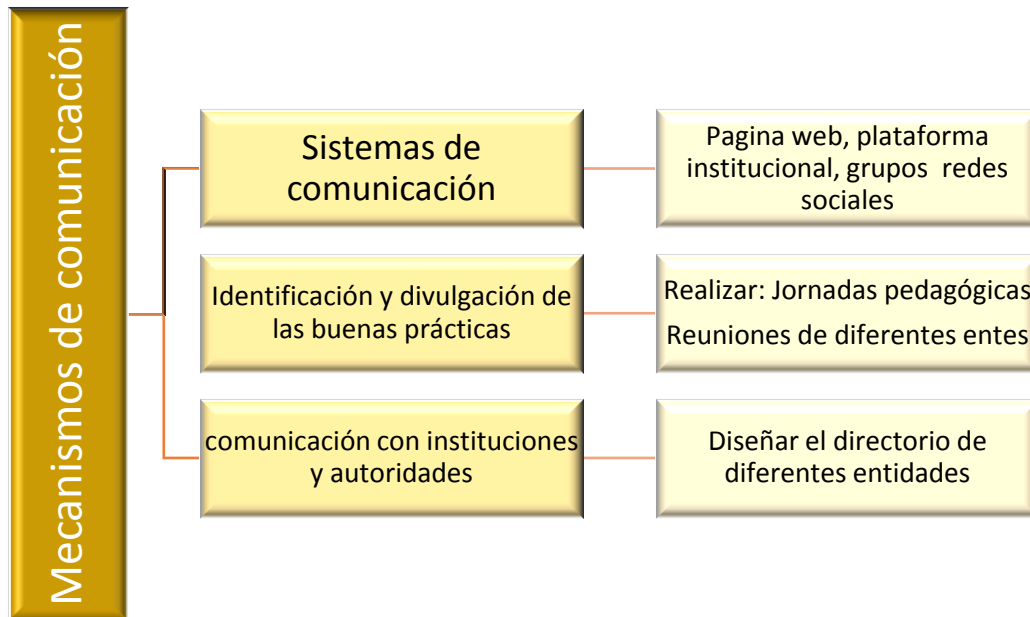 Mecanismos de comunicación
Sistemas de
comunicación
Pagina web, plataforma
institucional, grupos redes
sociales
Identificación y divulgación de
las buenas prácticas
Realizar: Jornadas pedagógicas
Reuniones de diferentes entes
comunicación con instituciones
y autoridades
Diseñar el directorio de
diferentes entidades